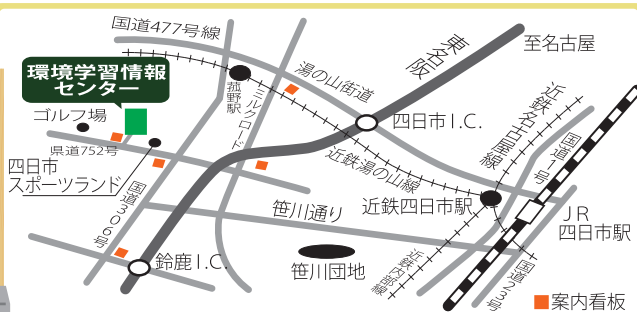 国道477号線
東名阪
至名古屋
環境学習情報
センター
菰野駅
ミルクロード
湯の山街道
近鉄名古屋線
ゴルフ場
四日市I.C.
国道1号
県道752号
近鉄湯の山線
四日市
スポーツランド
国道306号
笹川通り
近鉄四日市駅
JR
四日市駅
鈴鹿I.C.
笹川団地
近鉄内部線
国道23号
案内看板